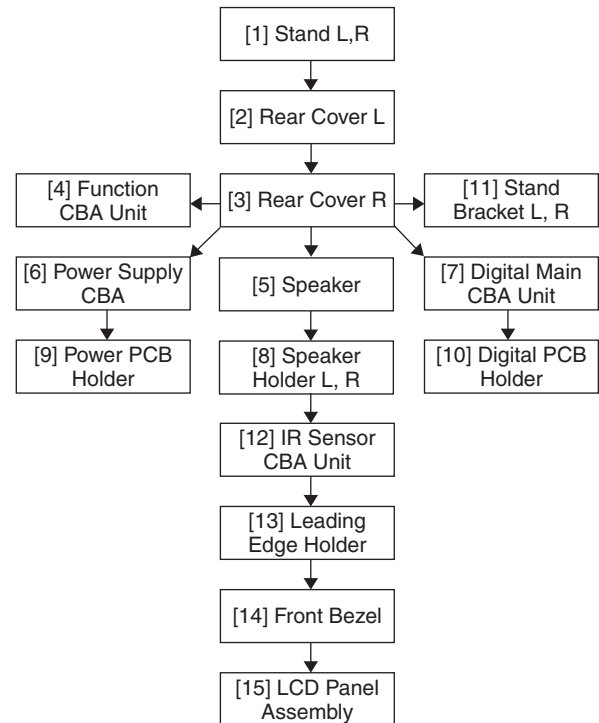 [1] Stand L,R
[2] Rear Cover L
[4] Function
CBA Unit
[3] Rear Cover R
[11] Stand
Bracket L, R
[6] Power Supply
CBA
[5] Speaker
[7] Digital Main
CBA Unit
[9] Power PCB
Holder
[8] Speaker
Holder L, R
[10] Digital PCB
Holder
[12] IR Sensor
CBA Unit
[13] Leading
Edge Holder
[14] Front Bezel
[15] LCD Panel
Assembly